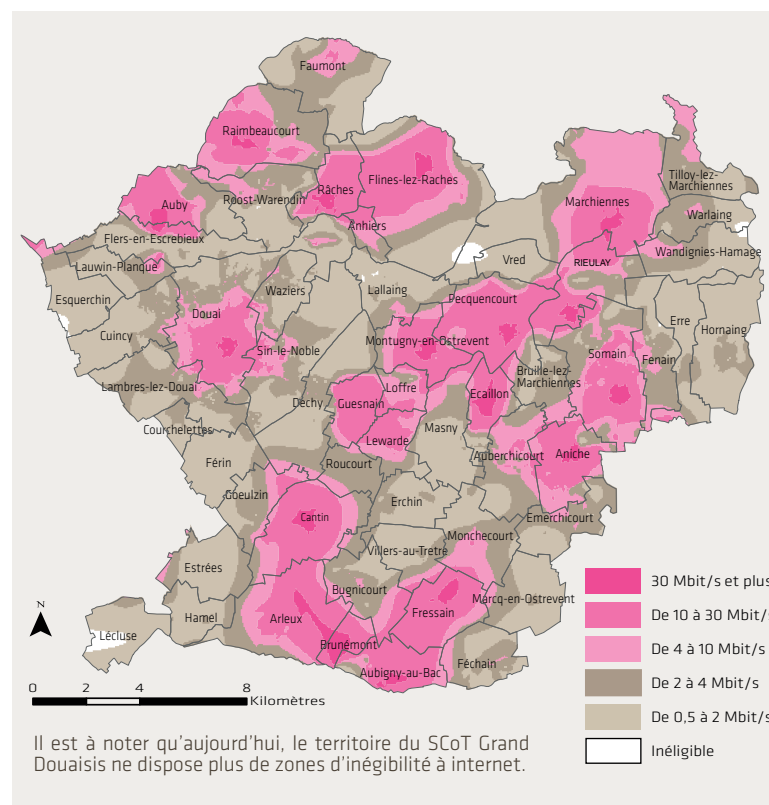 Faumont
Raimbeaucourt
Tilloy-lez-
Marchiennes
Râches
Flines-lez-Raches
Roost-Warendin
Marchiennes
Auby
Warlaing
Anhiers
Flers-en-Escrebieux
Wandignies-Hamage
Vred
RIEULAY
Lauwin-Planque
Waziers
Lallaing
Esquerchin
Pecquencourt
Douai
Erre
Hornaing
Cuincy
Montugny-en-Ostrevent
Sin-le-Noble
Somain
Fenain
Bruille-lez-
Marchiennes
Lambres-lez-Douai
Loffre
Ecaillon
Dechy
Guesnain
Courchelettes
Masny
Lewarde
Auberchicourt
Aniche
Férin
Roucourt
Goeulzin
Erchin
Cantin
Emerchicourt
Monchecourt
Villers-au-Tretre
Estrées
Bugnicourt
Marcq-en-Ostrevent
Hamel
Arleux
Fressain
Lécluse
Brunémont
Féchain
Aubigny-au-Bac
30 Mbit/s et plus
De 10 à 30 Mbit/s
De 4 à 10 Mbit/s
De 2 à 4 Mbit/s
De 0,5 à 2 Mbit/s
Inéligible
N
0 2 4 8
Kilomètres
Il est à noter qu'aujourd'hui, le territoire du SCoT Grand
Douaisis ne dispose plus de zones d'inégibilité à internet.